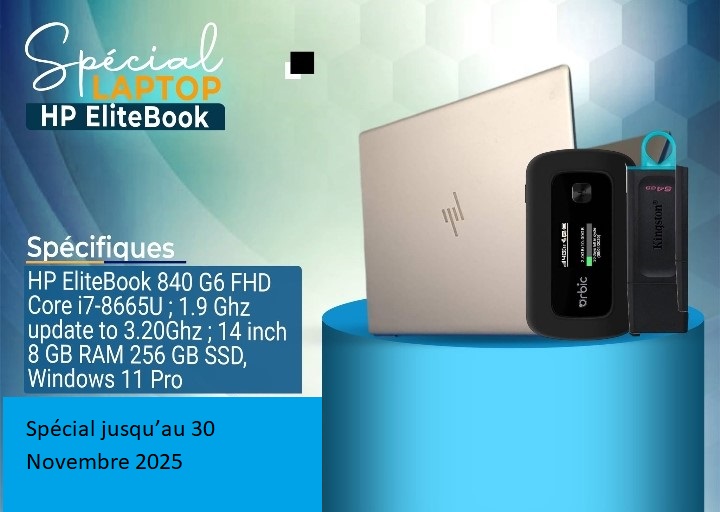 Spécial
LAPTOP
HP EliteBook
Spécifiques
HP EliteBook 840 G6 FHD
Core i7-8665U ; 1.9 Ghz
update to 3.20Ghz ; 14 inch
8 GB RAM 256 GB SSD,
Windows 11 Pro
Spécial jusqu’au 30
Novembre 2025
hp
orbic
Kingston
64GB